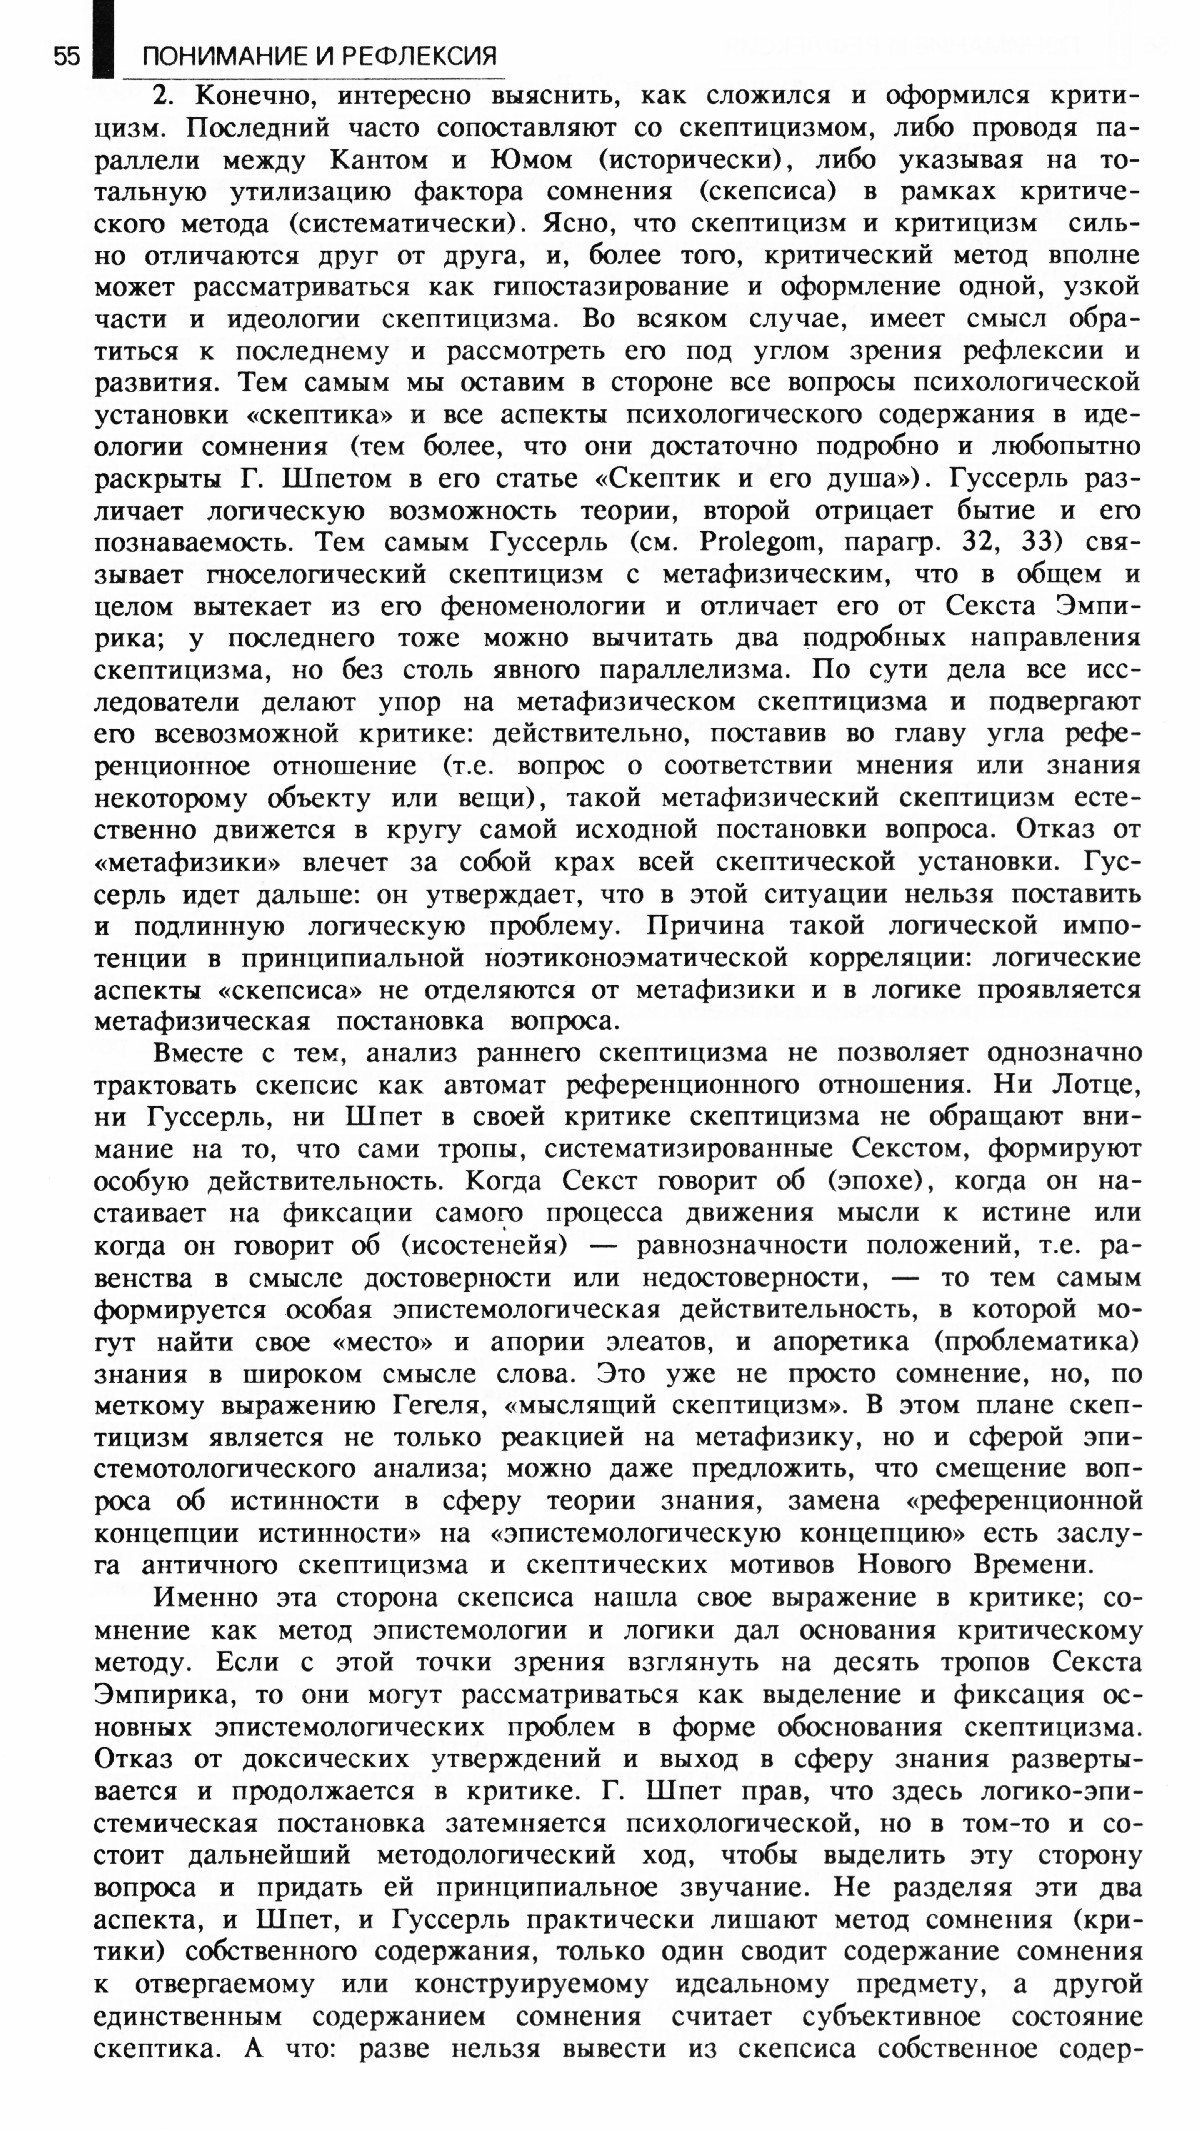 55 ПОНИМАНИЕ И РЕФЛЕКСИЯ
2. Конечно, интересно выяснить, как сложился и оформился крити-
цизм. Последний часто сопоставляют со скептицизмом, либо проводя па-
раллели между Кантом и Юмом (исторически), либо указывая на то-
тальную утилизацию фактора сомнения (скепсиса) в рамках критиче-
ского метода (систематически). Ясно, что скептицизм и критицизм силь-
но отличаются друг от друга, и, более того, критический метод вполне
может рассматриваться как гипостазирование и оформление одной, узкой
части и идеологии скептицизма. Во всяком случае, имеет смысл обра-
титься к последнему и рассмотреть его под углом зрения рефлексии и
развития. Тем самым мы оставим в стороне все вопросы психологической
установки «скептика» и все аспекты психологического содержания в иде-
ологии сомнения (тем более, что они достаточно подробно и любопытно
раскрыты Г. Шпетом в его статье «Скептик и его душа»). Гуссерль раз-
личает логическую возможность теории, второй отрицает бытие и его
познаваемость. Тем самым Гуссерль (см. Prolegom, парагр. 32, 33) свя-
зывает гноселогический скептицизм с метафизическим, что в общем и
целом вытекает из его феноменологии и отличает его от Секста Эмпи-
рика; у последнего тоже можно вычитать два подробных направления
скептицизма, но без столь явного параллелизма. По сути дела все исс-
ледователи делают упор на метафизическом скептицизма и подвергают
его всевозможной критике: действительно, поставив во главу угла рефе-
ренционное отношение (т.е. вопрос о соответствии мнения или знания
некоторому объекту или вещи), такой метафизический скептицизм есте-
ственно движется в кругу самой исходной постановки вопроса. Отказ от
«метафизики» влечет за собой крах всей скептической установки. Гус-
серль идет дальше: он утверждает, что в этой ситуации нельзя поставить
и подлинную логическую проблему. Причина такой логической импо-
тенции в принципиальной ноэтиконоэматической корреляции: логические
аспекты «скепсиса» не отделяются от метафизики и в логике проявляется
метафизическая постановка вопроса.
Вместе с тем, анализ раннего скептицизма не позволяет однозначно
трактовать скепсис как автомат референционного отношения. Ни Лотце,
ни Гуссерль, ни Шпет в своей критике скептицизма не обращают вни-
мание на то, что сами тропы, систематизированные Секстом, формируют
особую действительность. Когда Секст говорит об (эпохе), когда он на-
стаивает на фиксации самого процесса движения мысли к истине или
когда он говорит об (исостенейя) — равнозначности положений, т.е. ра-
венства в смысле достоверности или недостоверности, — то тем самым
формируется особая эпистемологическая действительность, в которой мо-
гут найти свое «место» и апории элеатов, и апоретика (проблематика)
знания в широком смысле слова. Это уже не просто сомнение, но, по
меткому выражению Гегеля, «мыслящий скептицизм». В этом плане скеп-
тицизм является не только реакцией на метафизику, но и сферой эпи-
стемотологического анализа; можно даже предложить, что смещение воп-
роса об истинности в сферу теории знания, замена «референционной
концепции истинности» на «эпистемологическую концепцию» есть заслу-
га античного скептицизма и скептических мотивов Нового Времени.
Именно эта сторона скепсиса нашла свое выражение в критике; со-
мнение как метод эпистемологии и логики дал основания критическому
методу. Если с этой точки зрения взглянуть на десять тропов Секста
Эмпирика, то они могут рассматриваться как выделение и фиксация ос-
новных эпистемологических проблем в форме обоснования скептицизма.
Отказ от доксических утверждений и выход в сферу знания разверты-
вается и продолжается в критике. Г. Шпет прав, что здесь логико-эпи-
стемическая постановка затемняется психологической, но в том-то и со-
стоит дальнейший методологический ход, чтобы выделить эту сторону
вопроса и придать ей принципиальное звучание. Не разделяя эти два
аспекта, и Шпет, и Гуссерль практически лишают метод сомнения (кри-
тики) собственного содержания, только один сводит содержание сомнения
к отвергаемому или конструируемому идеальному предмету, а другой
единственным содержанием сомнения считает субъективное состояние
скептика. А что: разве нельзя вывести из скепсиса собственное содер-